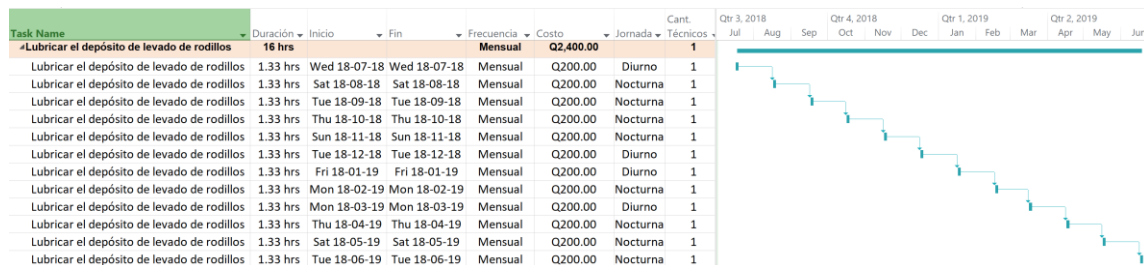 Cant. Qtr 3, 2018 Qtr 4, 2018 Qtr 1, 2019 Qtr 2, 2019
Task Name Duración Inicio Fin Frecuencia Costo Jornada Técnicos Jul Aug Sep Oct Nov Dec Jan Feb Mar Apr May Jun
Lubricar el depósito de levado de rodillos 16 hrs Mensual Q2,400.00 1
Lubricar el depósito de levado de rodillos 1.33 hrs Wed 18-07-18 Wed 18-07-18 Mensual Q200.00 Diurno 1
Lubricar el depósito de levado de rodillos 1.33 hrs Sat 18-08-18 Sat 18-08-18 Mensual Q200.00 Nocturna 1
Lubricar el depósito de levado de rodillos 1.33 hrs Tue 18-09-18 Tue 18-09-18 Mensual Q200.00 Diurno 1
Lubricar el depósito de levado de rodillos 1.33 hrs Thu 18-10-18 Thu 18-10-18 Mensual Q200.00 Nocturna 1
Lubricar el depósito de levado de rodillos 1.33 hrs Sun 18-11-18 Sun 18-11-18 Mensual Q200.00 Nocturna 1
Lubricar el depósito de levado de rodillos 1.33 hrs Tue 18-12-18 Tue 18-12-18 Mensual Q200.00 Diurno 1
Lubricar el depósito de levado de rodillos 1.33 hrs Fri 18-01-19 Fri 18-01-19 Mensual Q200.00 Diurno 1
Lubricar el depósito de levado de rodillos 1.33 hrs Mon 18-02-19 Mon 18-02-19 Mensual Q200.00 Nocturna 1
Lubricar el depósito de levado de rodillos 1.33 hrs Mon 18-03-19 Mon 18-03-19 Mensual Q200.00 Diurno 1
Lubricar el depósito de levado de rodillos 1.33 hrs Thu 18-04-19 Thu 18-04-19 Mensual Q200.00 Nocturna 1
Lubricar el depósito de levado de rodillos 1.33 hrs Sat 18-05-19 Sat 18-05-19 Mensual Q200.00 Nocturna 1
Lubricar el depósito de levado de rodillos 1.33 hrs Tue 18-06-19 Tue 18-06-19 Mensual Q200.00 Nocturna 1